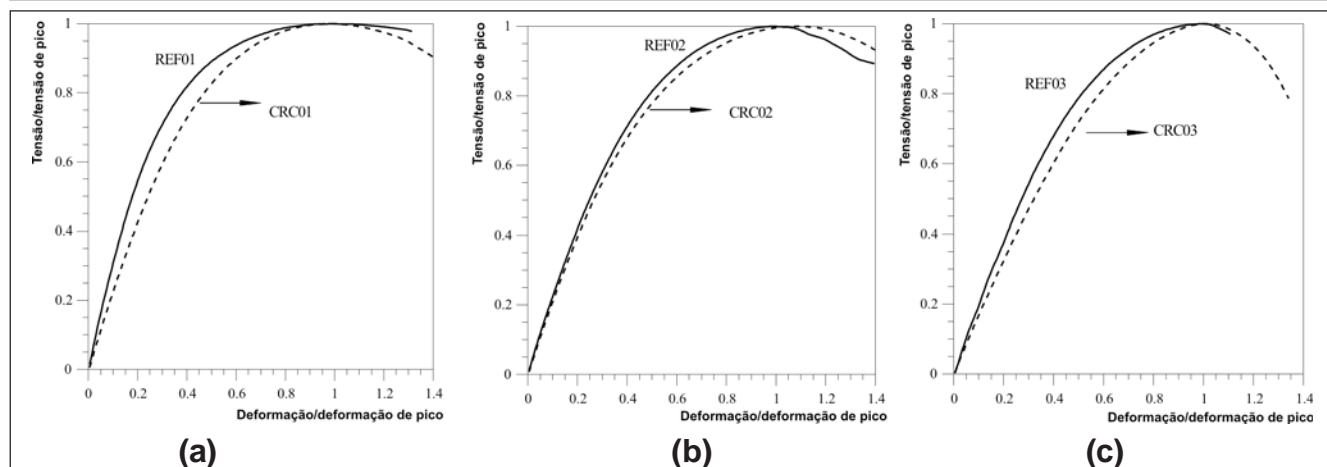 Tensão/tensão de pico
1
0.8
0.6
0.4
0.2
0
REF01
CRC01
0 0.2 0.4 0.6 0.8 1 1.2 1.4
Deformação/deformação de pico
(a)
Tensão/tensão de pico
1
0.8
0.6
0.4
0.2
0
REF02
CRC02
0 0.2 0.4 0.6 0.8 1 1.2 1.4
Deformação/deformação de pico
(b)
Tensão/tensão de pico
1
0.8
0.6
0.4
0.2
0
REF03
CRC03
0 0.2 0.4 0.6 0.8 1 1.2 1.4
Deformação/deformação de pico
(c)